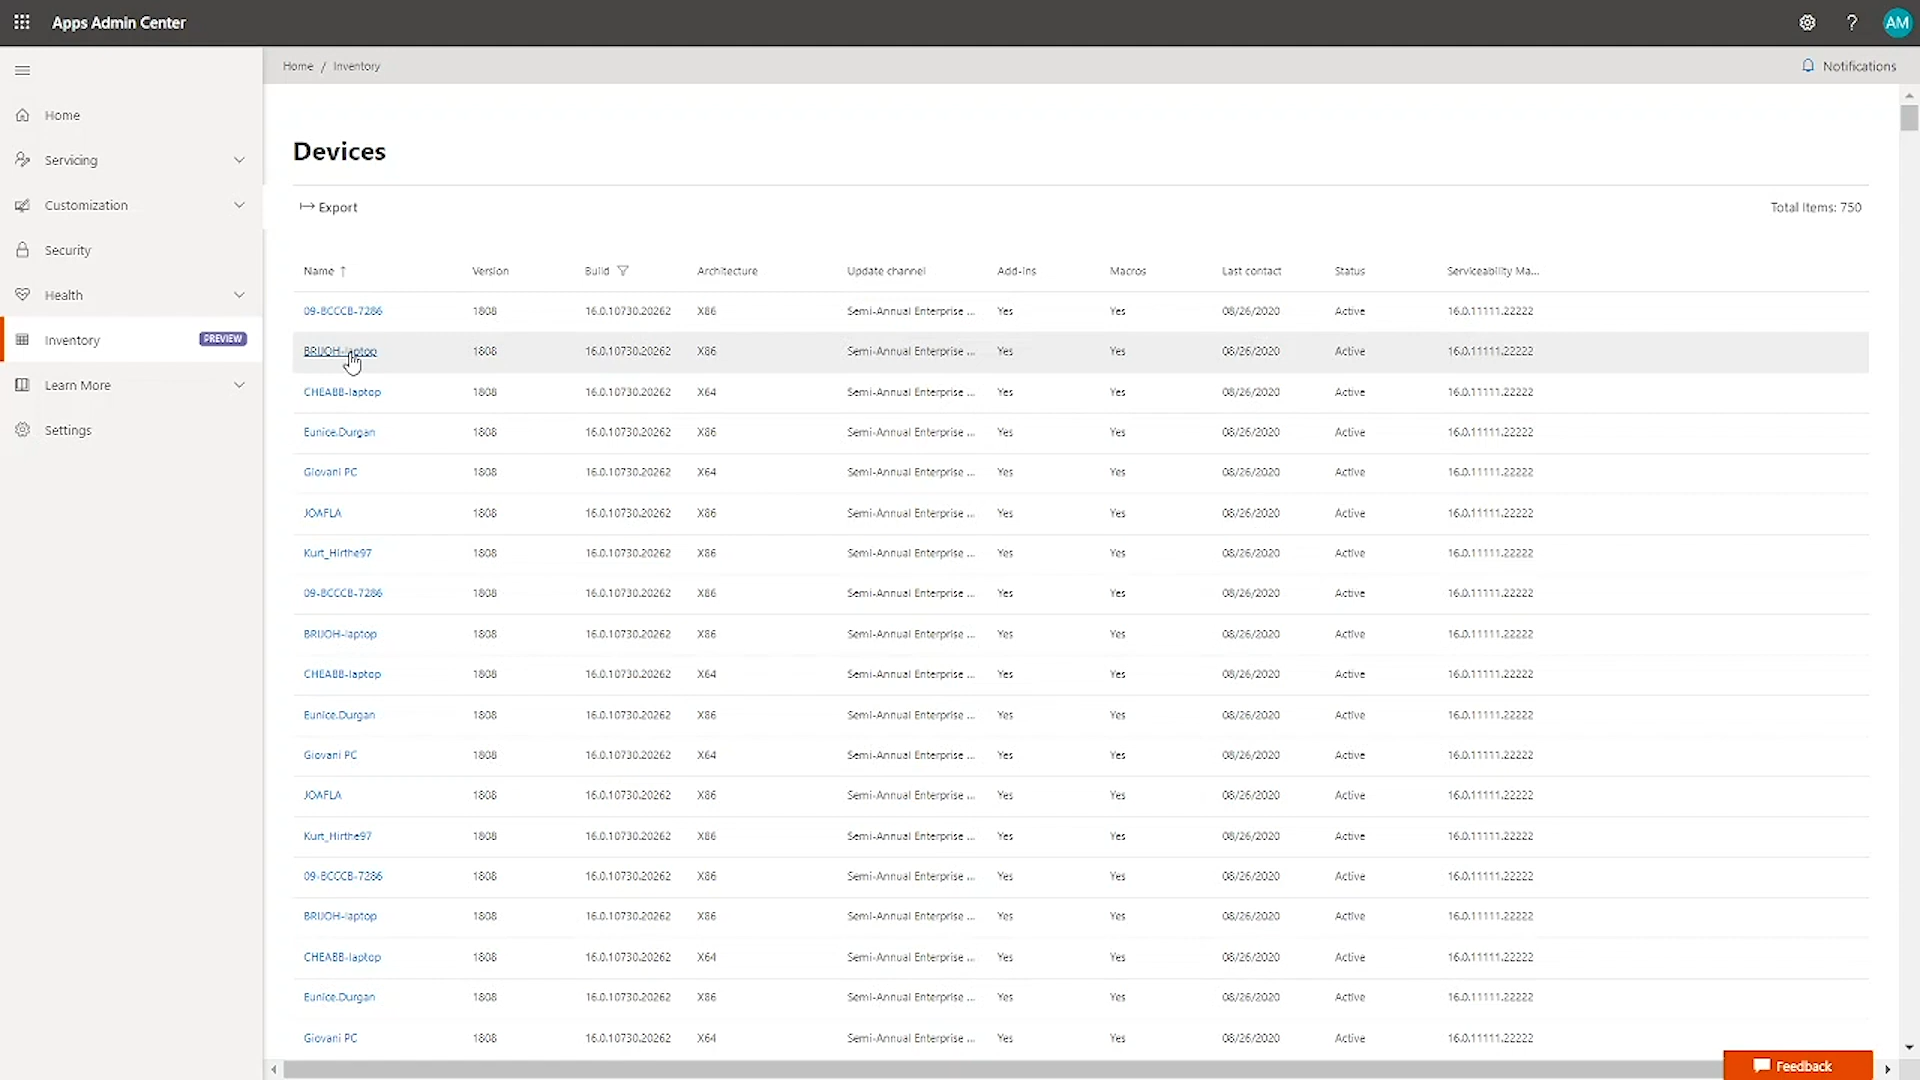 Apps Admin Center
?
AM
Home / Inventory
Notifications
Home
Servicing
Customization
Security
Health
Inventory PREVIEW
Learn More
Settings
Devices
Export
Total Items: 750
Name ↑ Version Build Architecture Update channel Add-ins Macros Last contact Status Serviceability Ma...
09-BCCCB-7286 1808 16.0.10730.20262 X86 Semi-Annual Enterprise ... Yes Yes 08/26/2020 Active 16.0.11111.22222
BRIJOH-laptop 1808 16.0.10730.20262 X86 Semi-Annual Enterprise ... Yes Yes 08/26/2020 Active 16.0.11111.22222
CHEABB-laptop 1808 16.0.10730.20262 X64 Semi-Annual Enterprise ... Yes Yes 08/26/2020 Active 16.0.11111.22222
Eunice.Durgan 1808 16.0.10730.20262 X86 Semi-Annual Enterprise ... Yes Yes 08/26/2020 Active 16.0.11111.22222
Giovani PC 1808 16.0.10730.20262 X64 Semi-Annual Enterprise ... Yes Yes 08/26/2020 Active 16.0.11111.22222
JOAFLA 1808 16.0.10730.20262 X86 Semi-Annual Enterprise ... Yes Yes 08/26/2020 Active 16.0.11111.22222
Kurt_Hirthe97 1808 16.0.10730.20262 X86 Semi-Annual Enterprise ... Yes Yes 08/26/2020 Active 16.0.11111.22222
09-BCCCB-7286 1808 16.0.10730.20262 X86 Semi-Annual Enterprise ... Yes Yes 08/26/2020 Active 16.0.11111.22222
BRIJOH-laptop 1808 16.0.10730.20262 X86 Semi-Annual Enterprise ... Yes Yes 08/26/2020 Active 16.0.11111.22222
CHEABB-laptop 1808 16.0.10730.20262 X64 Semi-Annual Enterprise ... Yes Yes 08/26/2020 Active 16.0.11111.22222
Eunice.Durgan 1808 16.0.10730.20262 X86 Semi-Annual Enterprise ... Yes Yes 08/26/2020 Active 16.0.11111.22222
Giovani PC 1808 16.0.10730.20262 X64 Semi-Annual Enterprise ... Yes Yes 08/26/2020 Active 16.0.11111.22222
JOAFLA 1808 16.0.10730.20262 X86 Semi-Annual Enterprise ... Yes Yes 08/26/2020 Active 16.0.11111.22222
Kurt_Hirthe97 1808 16.0.10730.20262 X86 Semi-Annual Enterprise ... Yes Yes 08/26/2020 Active 16.0.11111.22222
09-BCCCB-7286 1808 16.0.10730.20262 X86 Semi-Annual Enterprise ... Yes Yes 08/26/2020 Active 16.0.11111.22222
BRIJOH-laptop 1808 16.0.10730.20262 X86 Semi-Annual Enterprise ... Yes Yes 08/26/2020 Active 16.0.11111.22222
CHEABB-laptop 1808 16.0.10730.20262 X64 Semi-Annual Enterprise ... Yes Yes 08/26/2020 Active 16.0.11111.22222
Eunice.Durgan 1808 16.0.10730.20262 X86 Semi-Annual Enterprise ... Yes Yes 08/26/2020 Active 16.0.11111.22222
Giovani PC 1808 16.0.10730.20262 X64 Semi-Annual Enterprise ... Yes Yes 08/26/2020 Active 16.0.11111.22222
Feedback